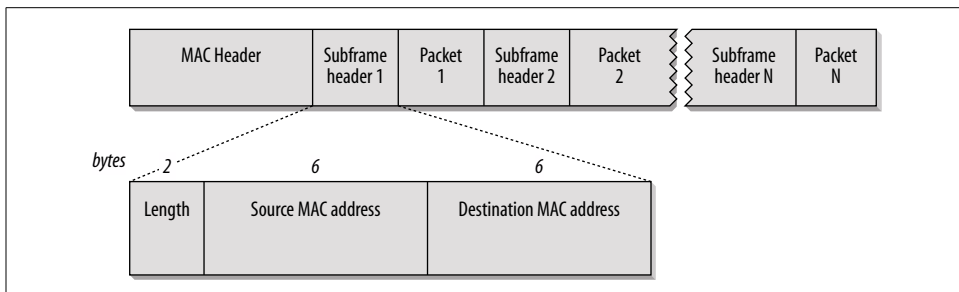 MAC Header
Subframe
header 1
Packet
1
Subframe
header 2
Packet
2
Subframe
header N
Packet
N
bytes
2
6
6
Length
Source MAC address
Destination MAC address